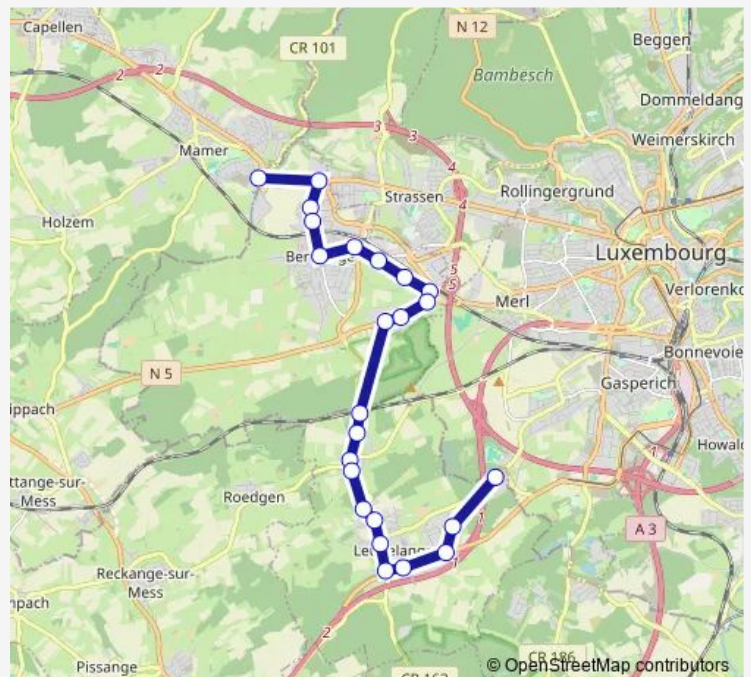 Capellen
N 12
CR 101
Beggen
Bambesch
2
2
Dommeldang
3
3
Weimerskirch
Mamer
4
Strassen
Rollingergrund
4
Holzem
Luxembourg
5
5
Merl
Verlorenko
Bonnevoie
N 5
Gasperich
ippach
Howald
1
ttange-sur-
Mess
Roedgen
1
A 3
1
Reckange-sur-
Mess
npach
2
Pissange
CR 186
© OpenStreetMap contributors